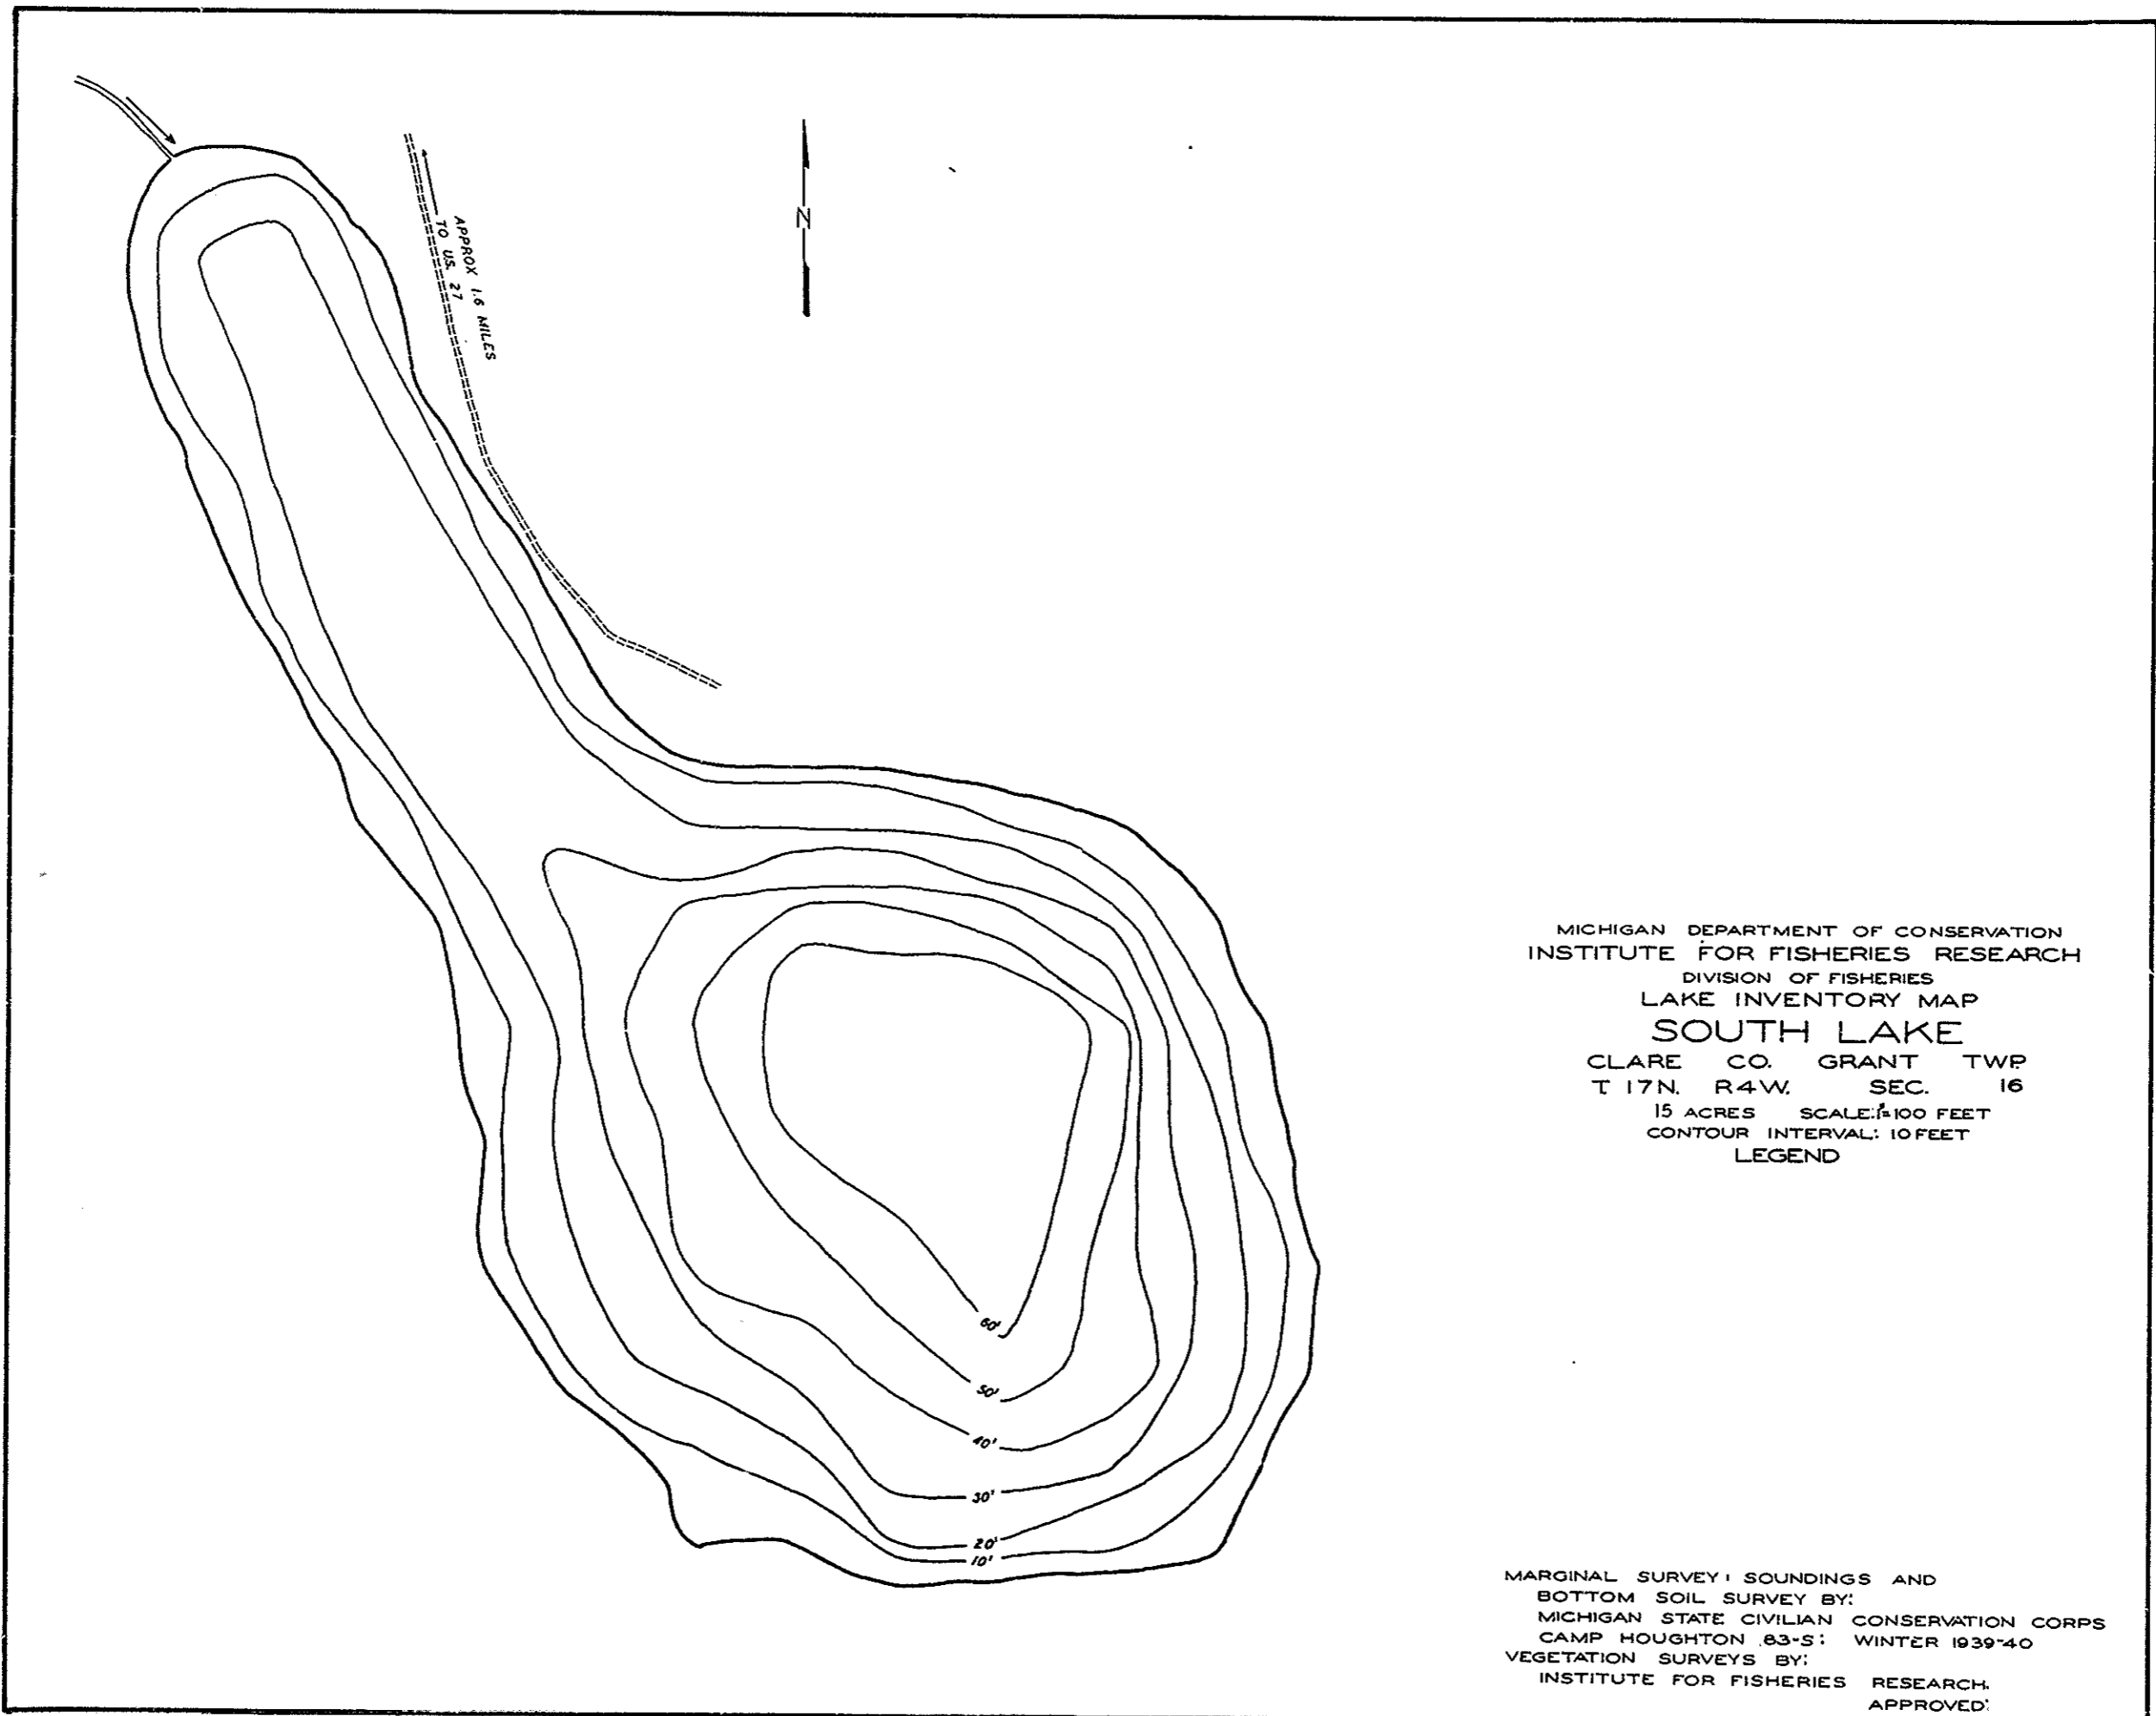 APPROX 1.6 MILES
TO U.S. 27
N
60'
50'
40'
30'
20'
10'
MICHIGAN DEPARTMENT OF CONSERVATION
INSTITUTE FOR FISHERIES RESEARCH
DIVISION OF FISHERIES
LAKE INVENTORY MAP
SOUTH LAKE
CLARE CO. GRANT TWP.
T 17N. R4W. SEC. 16
15 ACRES SCALE: 1"=100 FEET
CONTOUR INTERVAL: 10 FEET
LEGEND
MARGINAL SURVEY: SOUNDINGS AND
BOTTOM SOIL SURVEY BY:
MICHIGAN STATE CIVILIAN CONSERVATION CORPS
CAMP HOUGHTON 83-S: WINTER 1939-40
VEGETATION SURVEYS BY:
INSTITUTE FOR FISHERIES RESEARCH.
APPROVED: